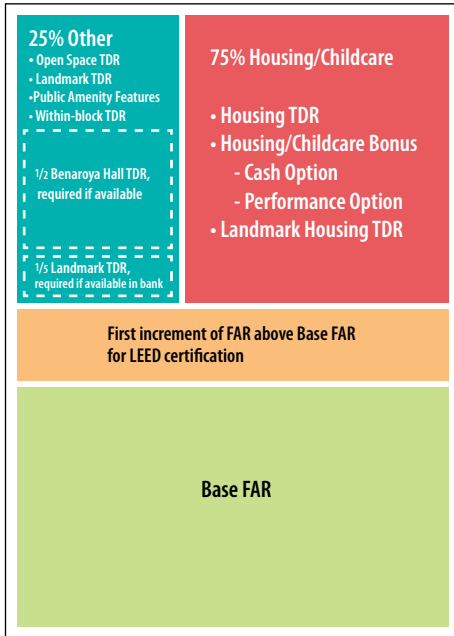 25% Other
• Open Space TDR
• Landmark TDR
•Public Amenity Features
• Within-block TDR
1/2 Benaroya Hall TDR,
required if available
1/5 Landmark TDR,
required if available in bank
75% Housing/Childcare
• Housing TDR
• Housing/Childcare Bonus
- Cash Option
- Performance Option
• Landmark Housing TDR
First increment of FAR above Base FAR
for LEED certification
Base FAR